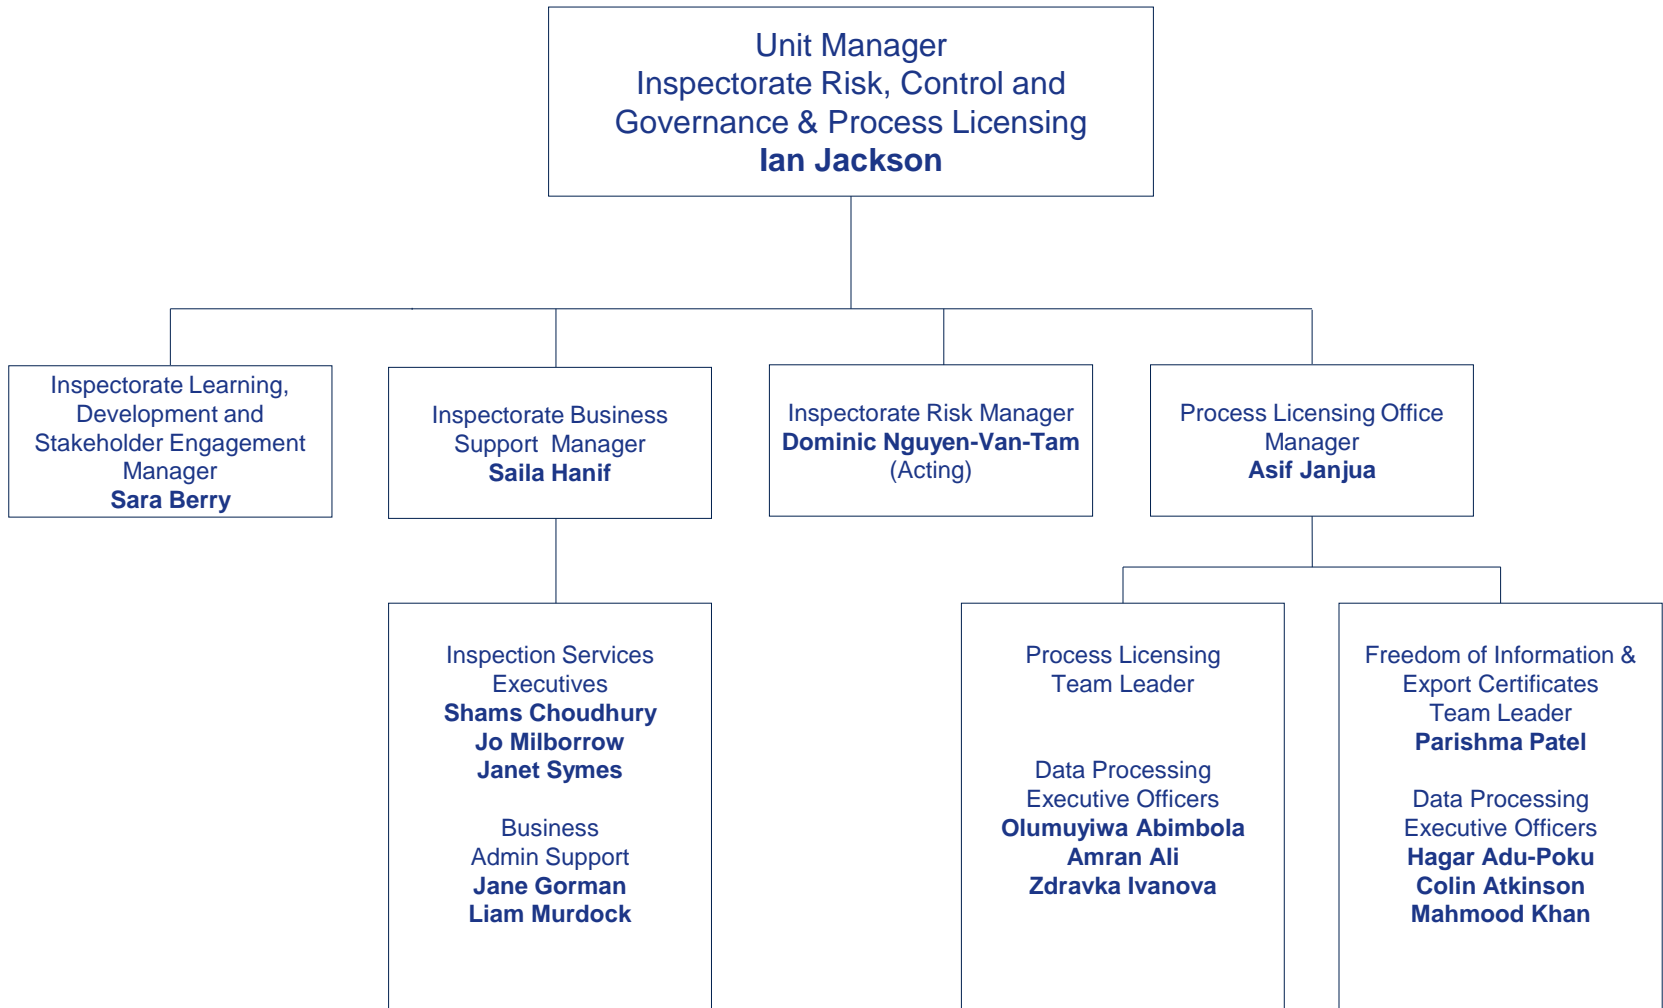 Unit Manager
Inspectorate Risk, Control and
Governance & Process Licensing
Ian Jackson
Inspectorate Learning,
Development and
Stakeholder Engagement
Manager
Sara Berry
Inspectorate Business
Support Manager
Saila Hanif
Inspectorate Risk Manager
Dominic Nguyen-Van-Tam
(Acting)
Process Licensing Office
Manager
Asif Janjua
Inspection Services
Executives
Shams Choudhury
Jo Milborrow
Janet Symes
Business
Admin Support
Jane Gorman
Liam Murdock
Process Licensing
Team Leader
Data Processing
Executive Officers
Olumuyiwa Abimbola
Amran Ali
Zdravka Ivanova
Freedom of Information &
Export Certificates
Team Leader
Parishma Patel
Data Processing
Executive Officers
Hagar Adu-Poku
Colin Atkinson
Mahmood Khan